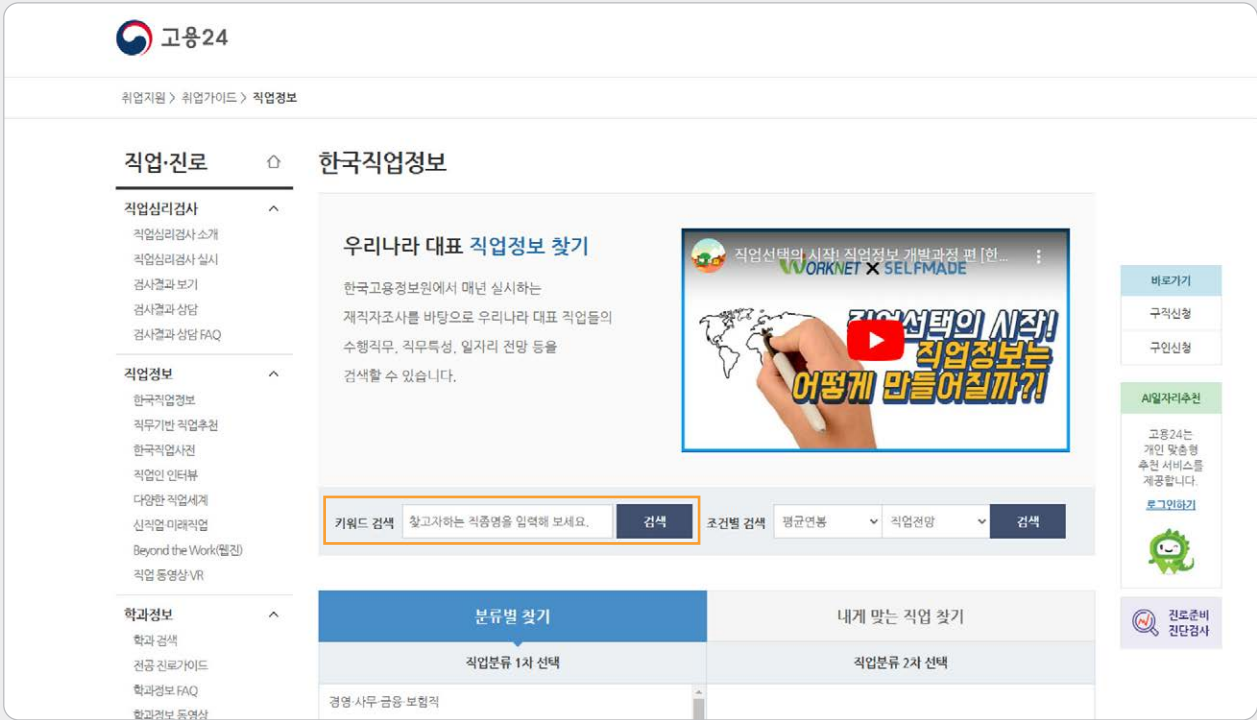 고용24
취업지원 > 취업가이드 > 직업정보
직업·진로
직업심리검사
직업심리검사 소개
직업심리검사 실시
검사결과 보기
검사결과 상담
검사결과 상담 FAQ
직업정보
한국직업정보
직무기반 직업추천
한국직업사전
직업인 인터뷰
다양한 직업세계
신직업·미래직업
Beyond the Work(웹진)
직업 동영상·VR
학과정보
학과 검색
전공 진로가이드
학과정보 FAQ
학과정보 동영상
한국직업정보
우리나라 대표 직업정보 찾기
한국고용정보원에서 매년 실시하는
재직자조사를 바탕으로 우리나라 대표 직업들의
수행직무, 직무특성, 일자리 전망 등을
검색할 수 있습니다.
직업선택의 시작! 직업정보 개발과정 편 [한...
WORKNET X SELFMADE
직업선택의 시작!
직업정보는
어떻게 만들어질까?!
키워드 검색 찾고자하는 직종명을 입력해 보세요. 검색 조건별 검색 평균연봉 직업전망 검색
분류별 찾기 내게 맞는 직업 찾기
직업분류 1차 선택 직업분류 2차 선택
경영·사무·금융·보험직
바로가기
구직신청
구인신청
AI일자리추천
고용24는
개인 맞춤형
추천 서비스를
제공합니다.
로그인하기
진로준비
진단검사